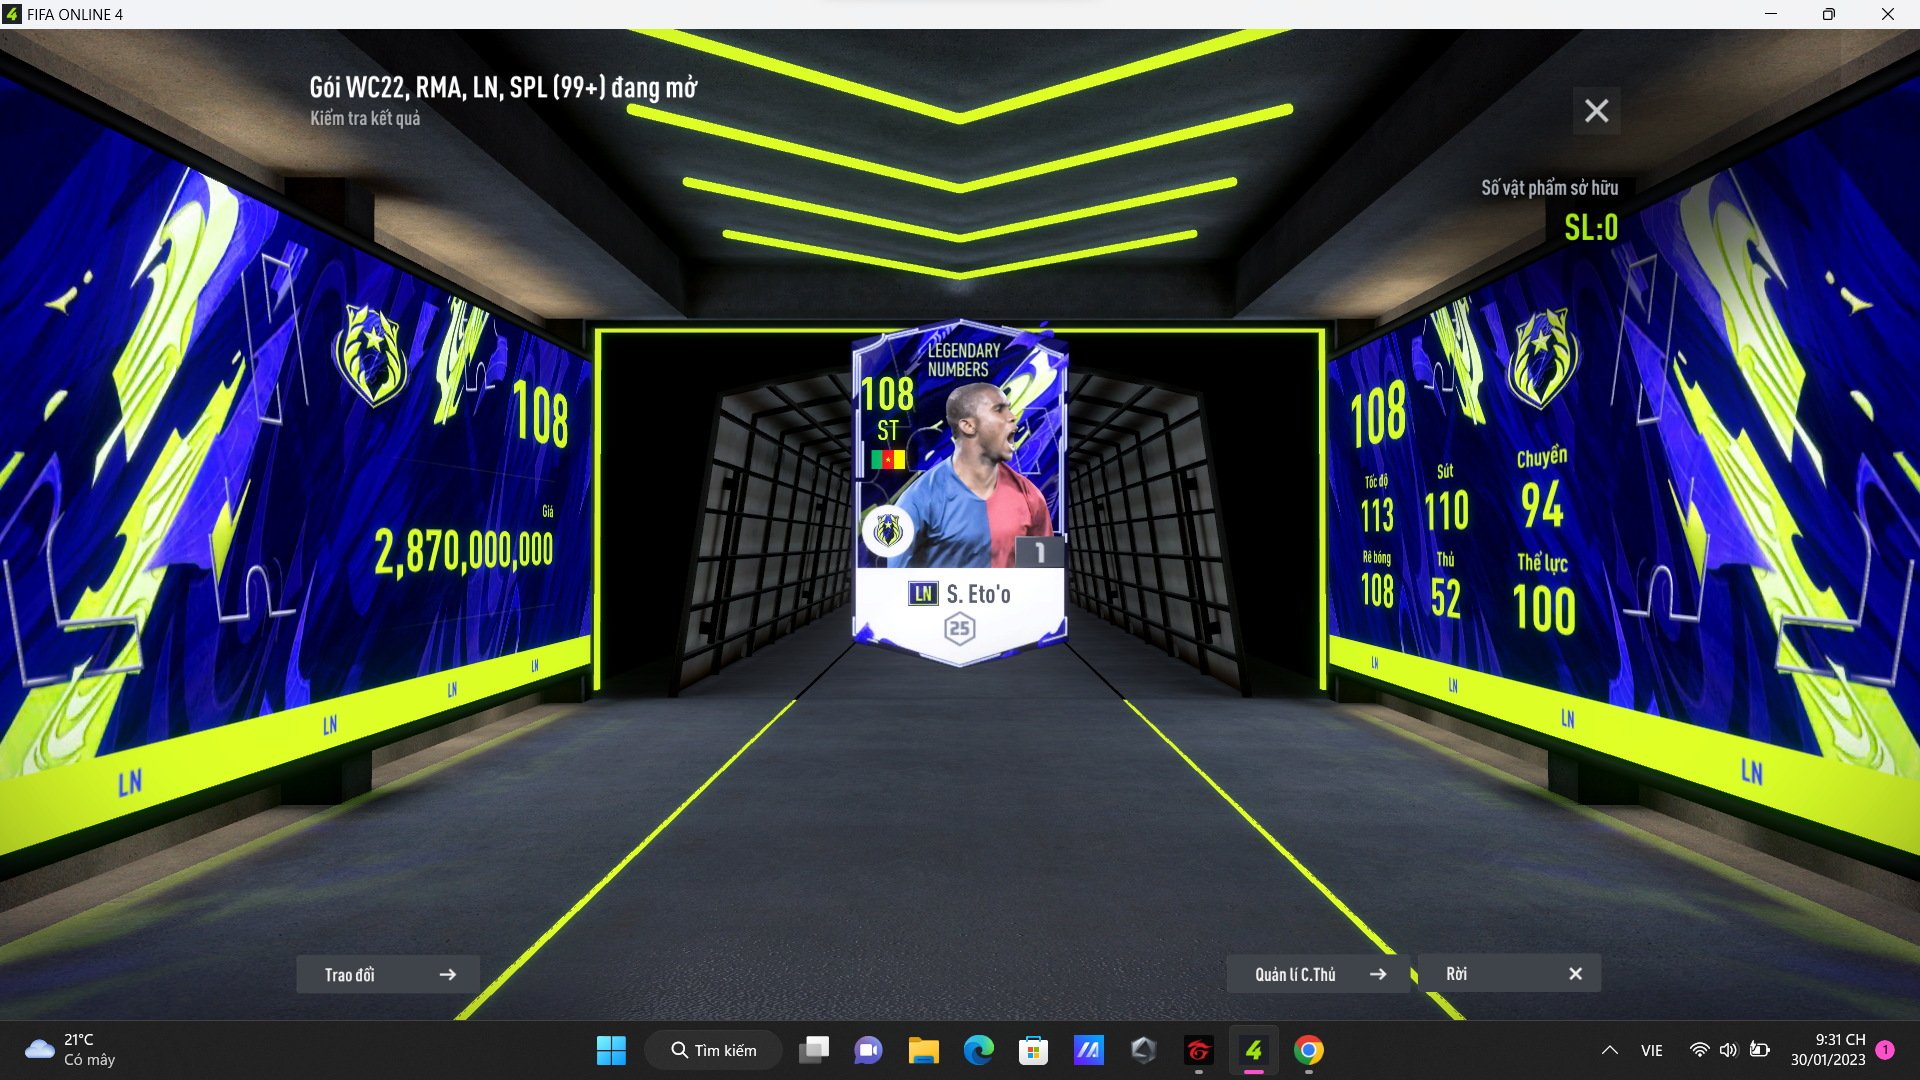 FIFA ONLINE 4
Gói WC22, RMA, LN, SPL (99+) đang mở
Kiểm tra kết quả
Số vật phẩm sở hữu
SL:0
LEGENDARY
NUMBERS
108
ST
1
LN S. Eto'o
25
108
Giá
2,870,000,000
LN
LN
LN
LN
108
Tốc độ
113
Sút
110
Chuyền
94
Rê bóng
108
Thủ
52
Thể lực
100
LN
LN
LN
LN
Trao đổi
Quản lí C.Thủ
Rời
21°C
Có mây
Tìm kiếm
VIE
9:31 CH
30/01/2023
1